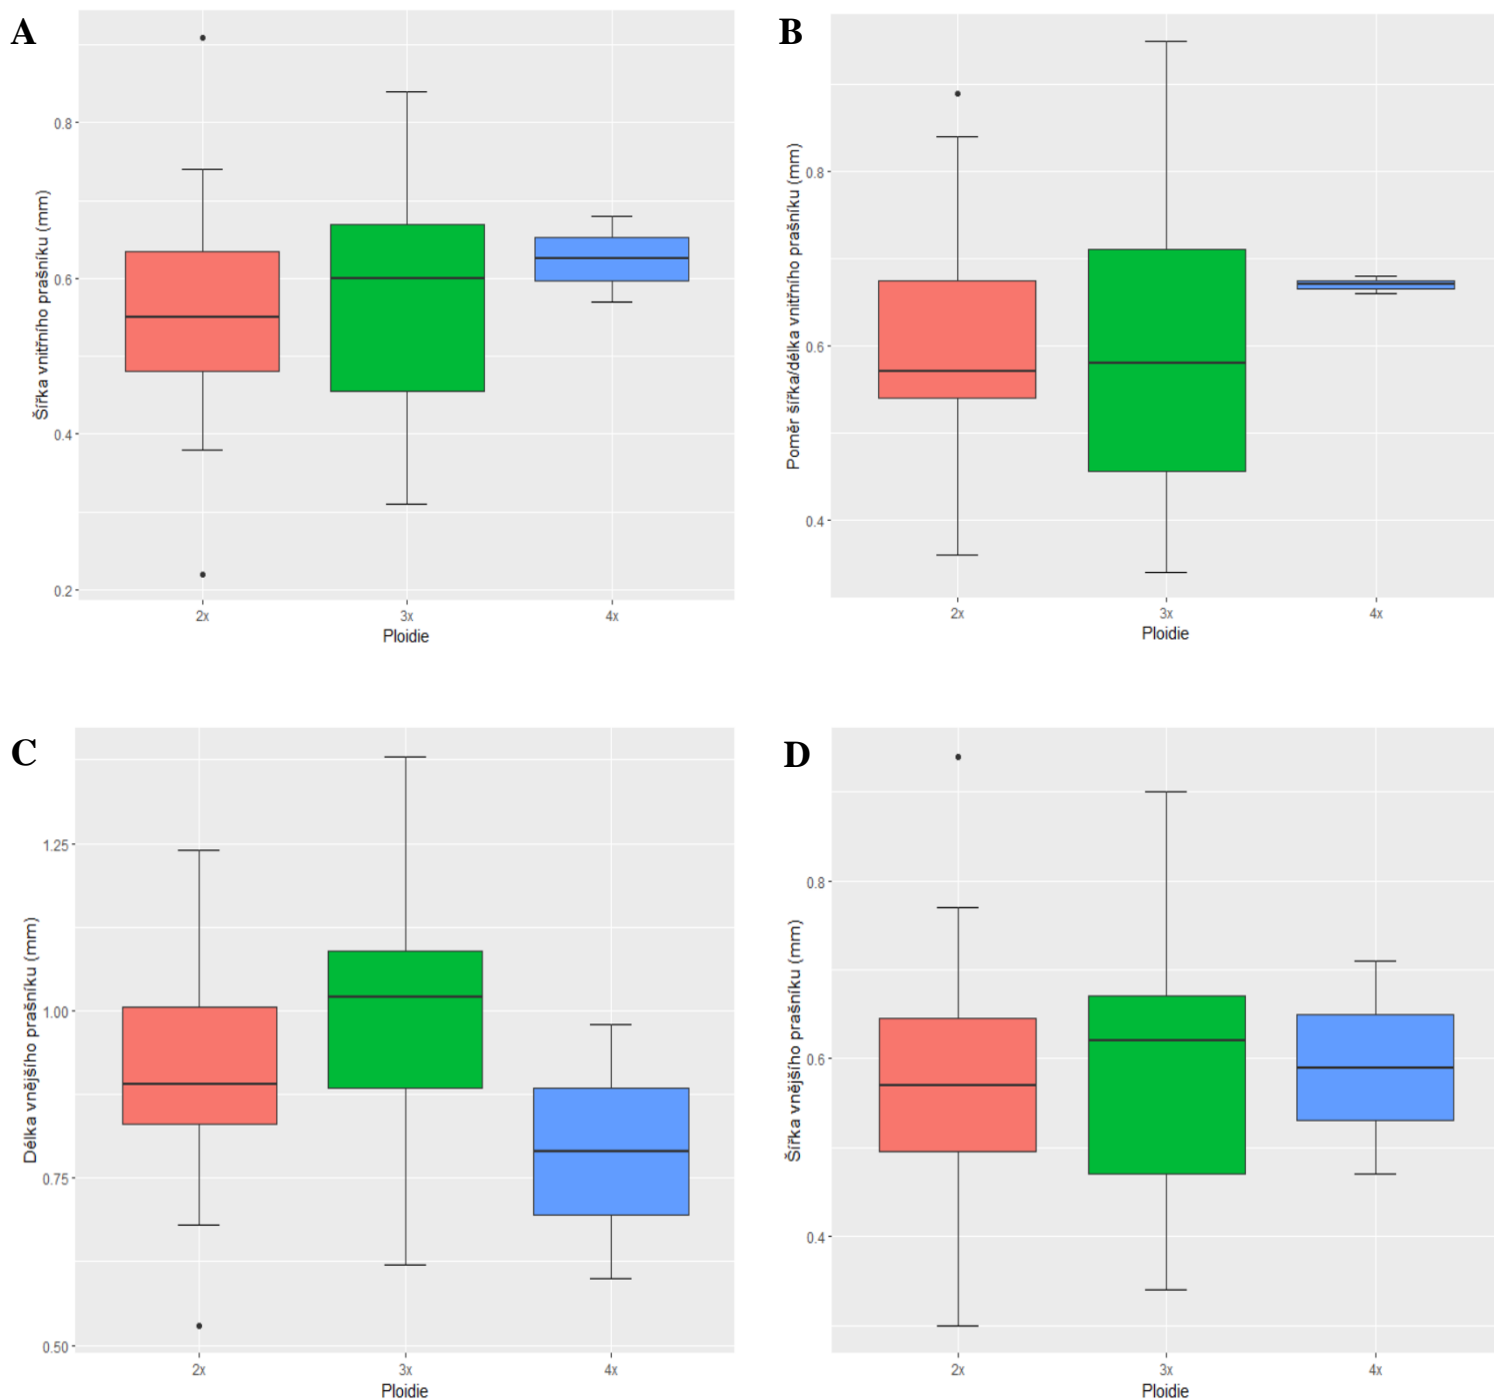 A
Šířka vnitřního prašníku (mm)
0.8
0.6
0.4
0.2
2x 3x 4x
Ploidie
B
Poměr šířka/délka vnitřního prašníku (mm)
0.8
0.6
0.4
2x 3x 4x
Ploidie
C
Délka vnějšího prašníku (mm)
1.25
1.00
0.75
0.50
2x 3x 4x
Ploidie
D
Šířka vnějšího prašníku (mm)
0.8
0.6
0.4
2x 3x 4x
Ploidie